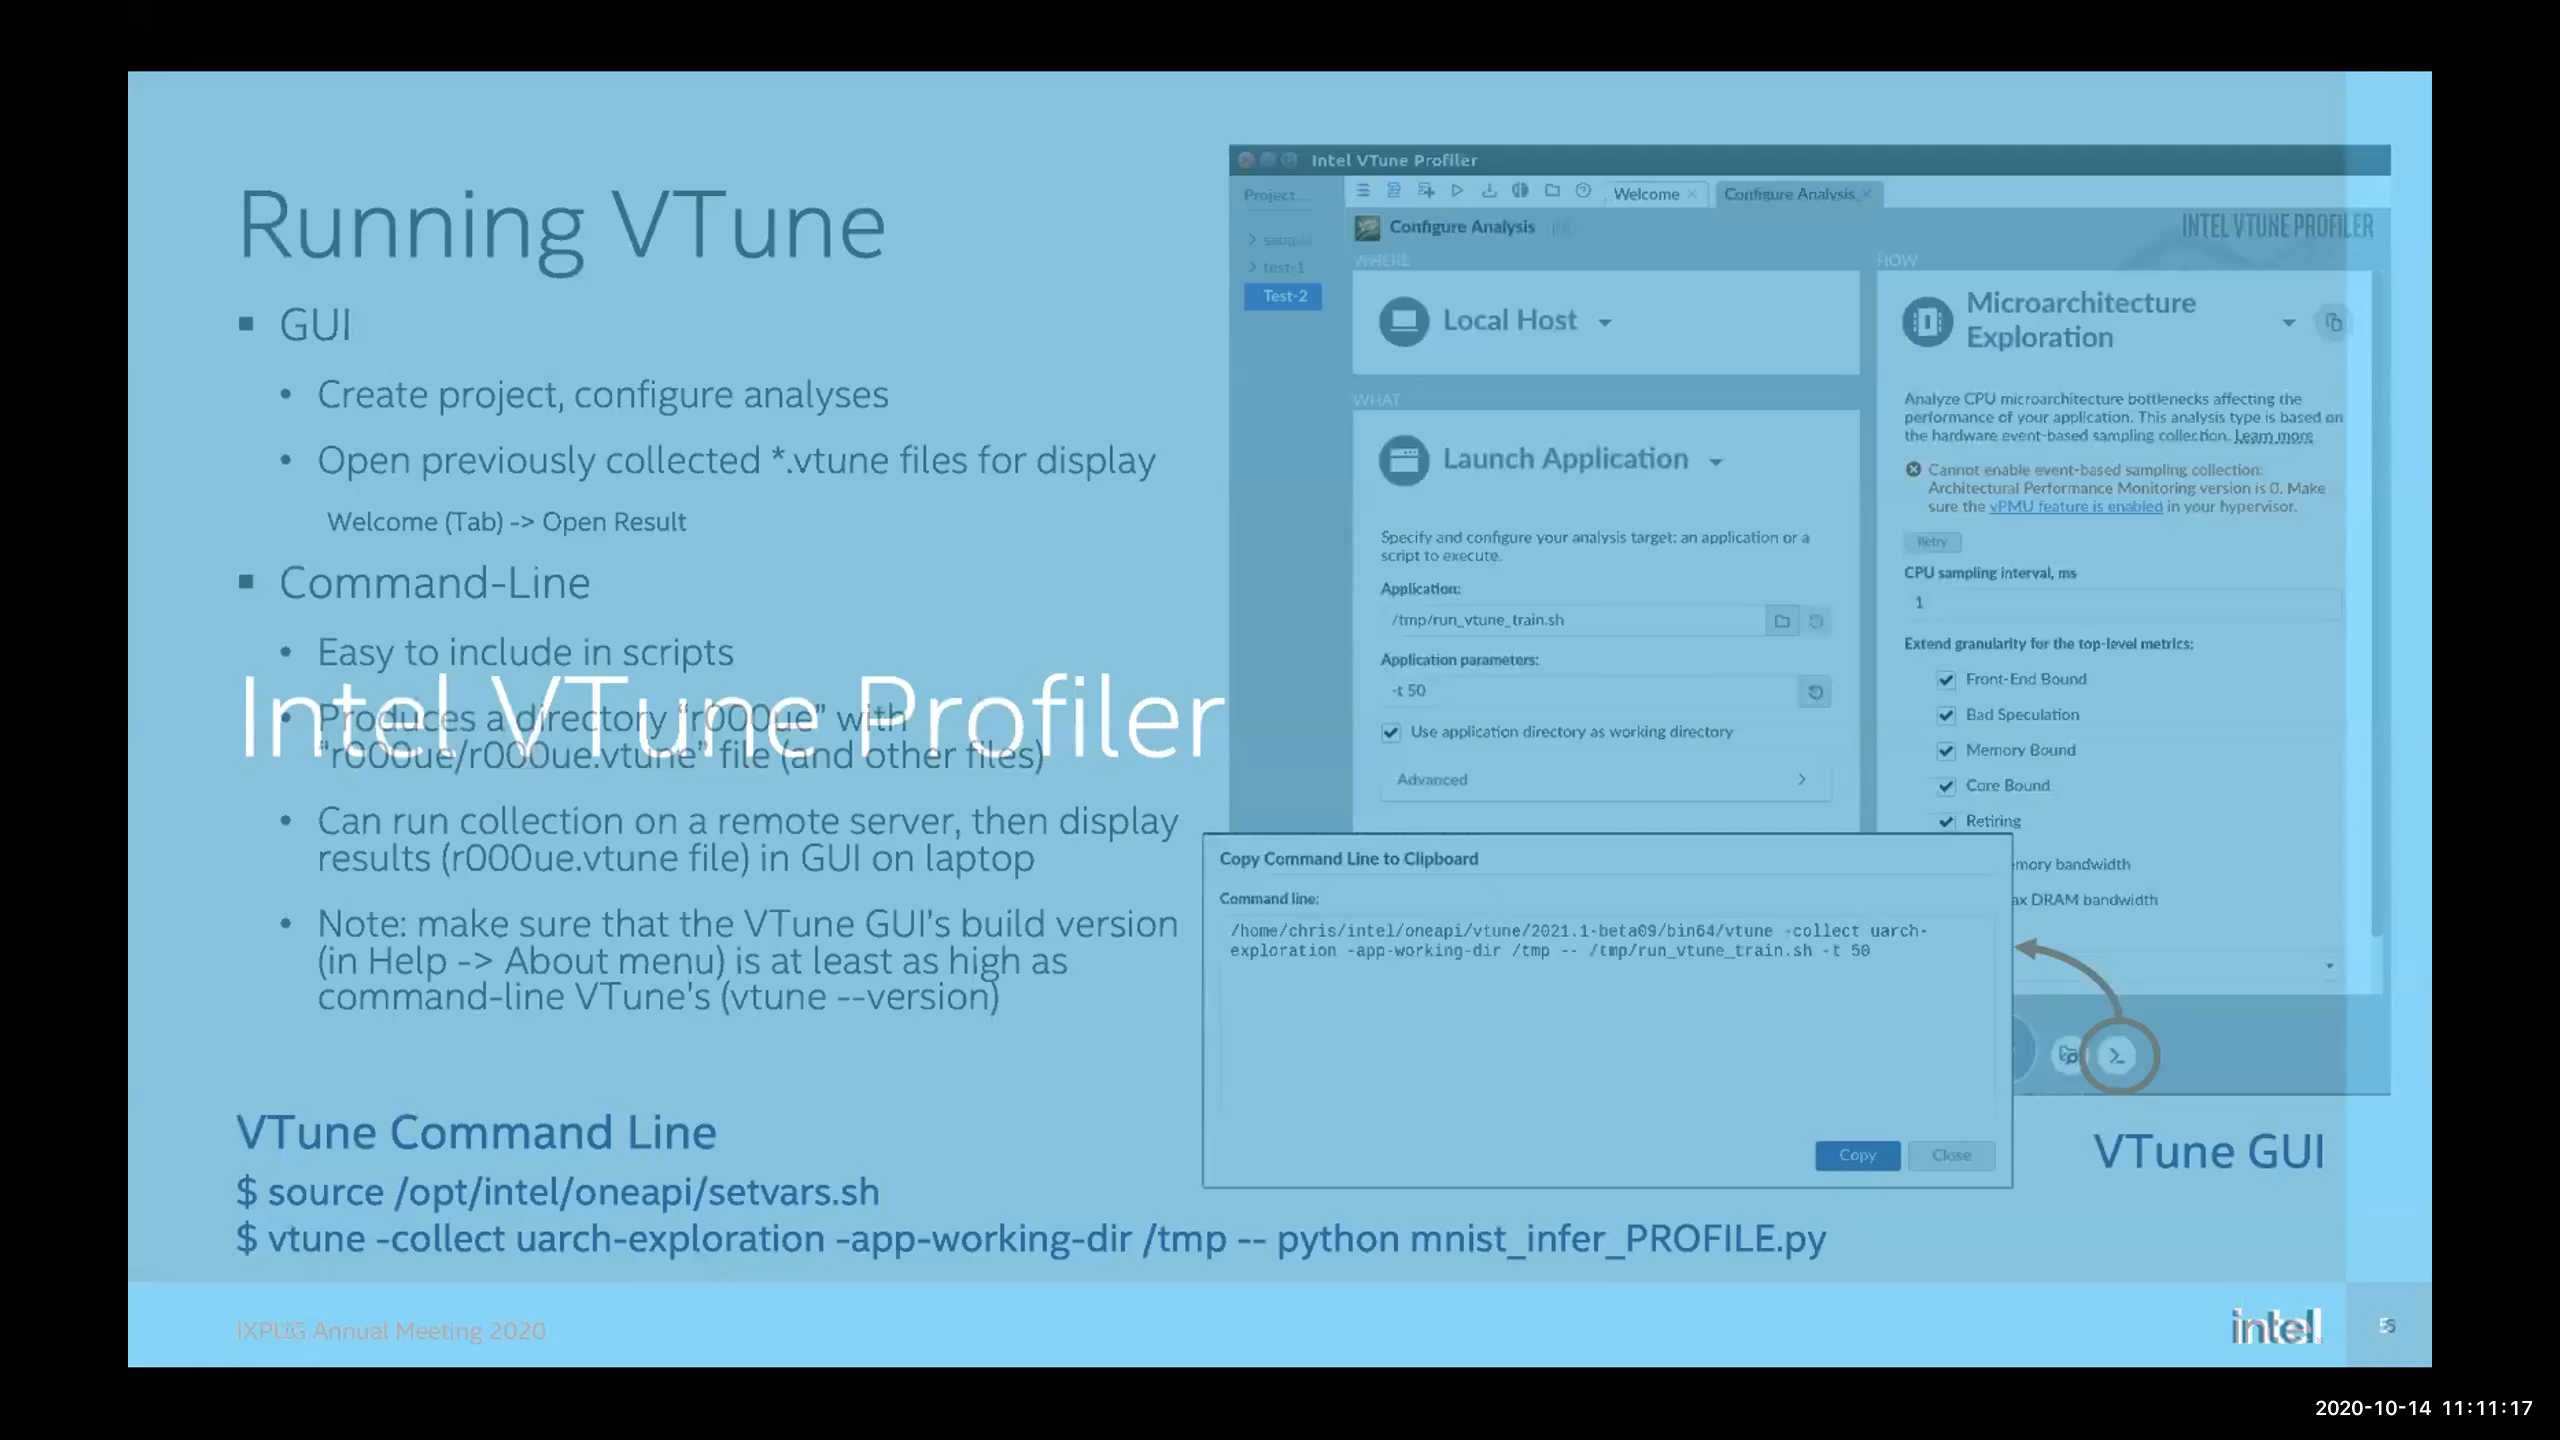 Running VTune
GUI
Create project, configure analyses
Open previously collected *.vtune files for display
Welcome (Tab) -> Open Result
Command-Line
Easy to include in scripts
Intel VTune Profiler
Produces a directory “r000ue” with
“r000ue/r000ue.vtune” file (and other files)
Can run collection on a remote server, then display
results (r000ue.vtune file) in GUI on laptop
Note: make sure that the VTune GUI’s build version
(in Help -> About menu) is at least as high as
command-line VTune’s (vtune --version)
VTune Command Line
$ source /opt/intel/oneapi/setvars.sh
$ vtune -collect uarch-exploration -app-working-dir /tmp -- python mnist_infer_PROFILE.py
Intel VTune Profiler
Project...
test-1
Test-2
Welcome
Configure Analysis
Configure Analysis
INTEL VTUNE PROFILER
WHERE
Local Host
WHAT
Launch Application
Specify and configure your analysis target: an application or a
script to execute.
Application:
/tmp/run_vtune_train.sh
Application parameters:
-t 50
Use application directory as working directory
Advanced
HOW
Microarchitecture
Exploration
Analyze CPU microarchitecture bottlenecks affecting the
performance of your application. This analysis type is based on
the hardware event-based sampling collection. Learn more
Cannot enable event-based sampling collection:
Architectural Performance Monitoring version is 0. Make
sure the vPMU feature is enabled in your hypervisor.
Retry
CPU sampling interval, ms
1
Extend granularity for the top-level metrics:
Front-End Bound
Bad Speculation
Memory Bound
Core Bound
Retiring
mory bandwidth
ax DRAM bandwidth
Copy Command Line to Clipboard
Command line:
/home/chris/intel/oneapi/vtune/2021.1-beta09/bin64/vtune -collect uarch-
exploration -app-working-dir /tmp -- /tmp/run_vtune_train.sh -t 50
Copy
Close
VTune GUI
IXPUG Annual Meeting 2020
intel
2020-10-14 11:11:17